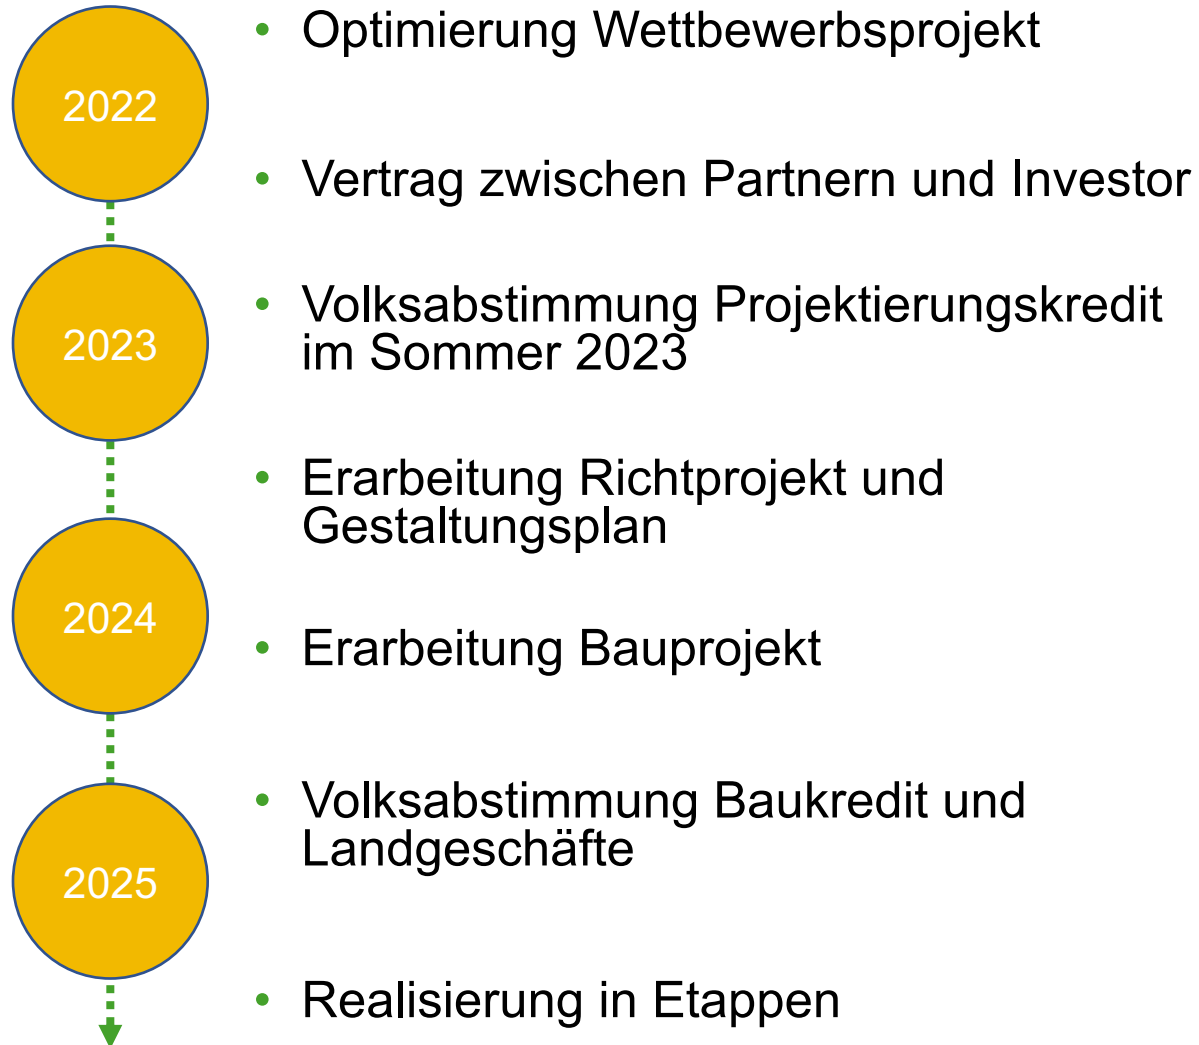 • Optimierung Wettbewerbsprojekt
2022
• Vertrag zwischen Partnern und Investor
• Volksabstimmung Projektierungskredit
im Sommer 2023
2023
• Erarbeitung Richtprojekt und
Gestaltungsplan
2024
• Erarbeitung Bauprojekt
• Volksabstimmung Baukredit und
Landgeschäfte
2025
• Realisierung in Etappen